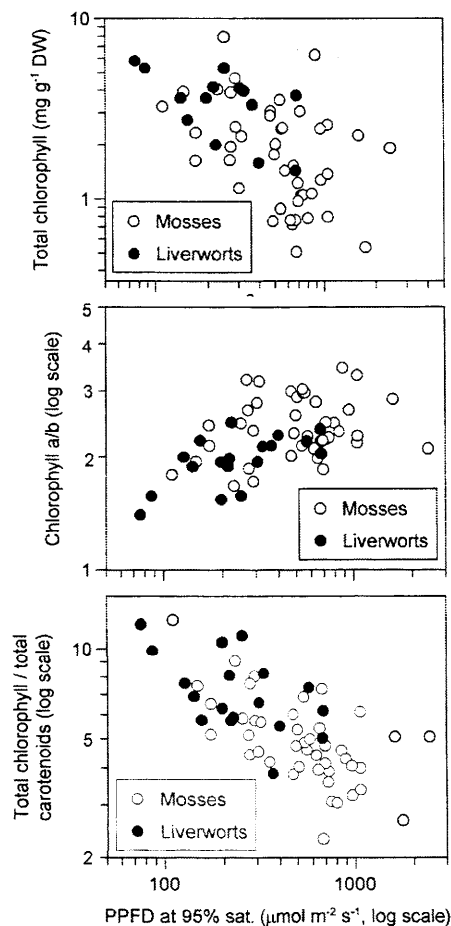 10
1
Total chlorophyll (mg g-1 DW)
Mosses
Liverworts
5
4
3
2
1
Chlorophyll a/b (log scale)
Mosses
Liverworts
10
5
2
Total chlorophyll / total
carotenoids (log scale)
Mosses
Liverworts
100
1000
PPFD at 95% sat. (μmol m-2 s-1, log scale)